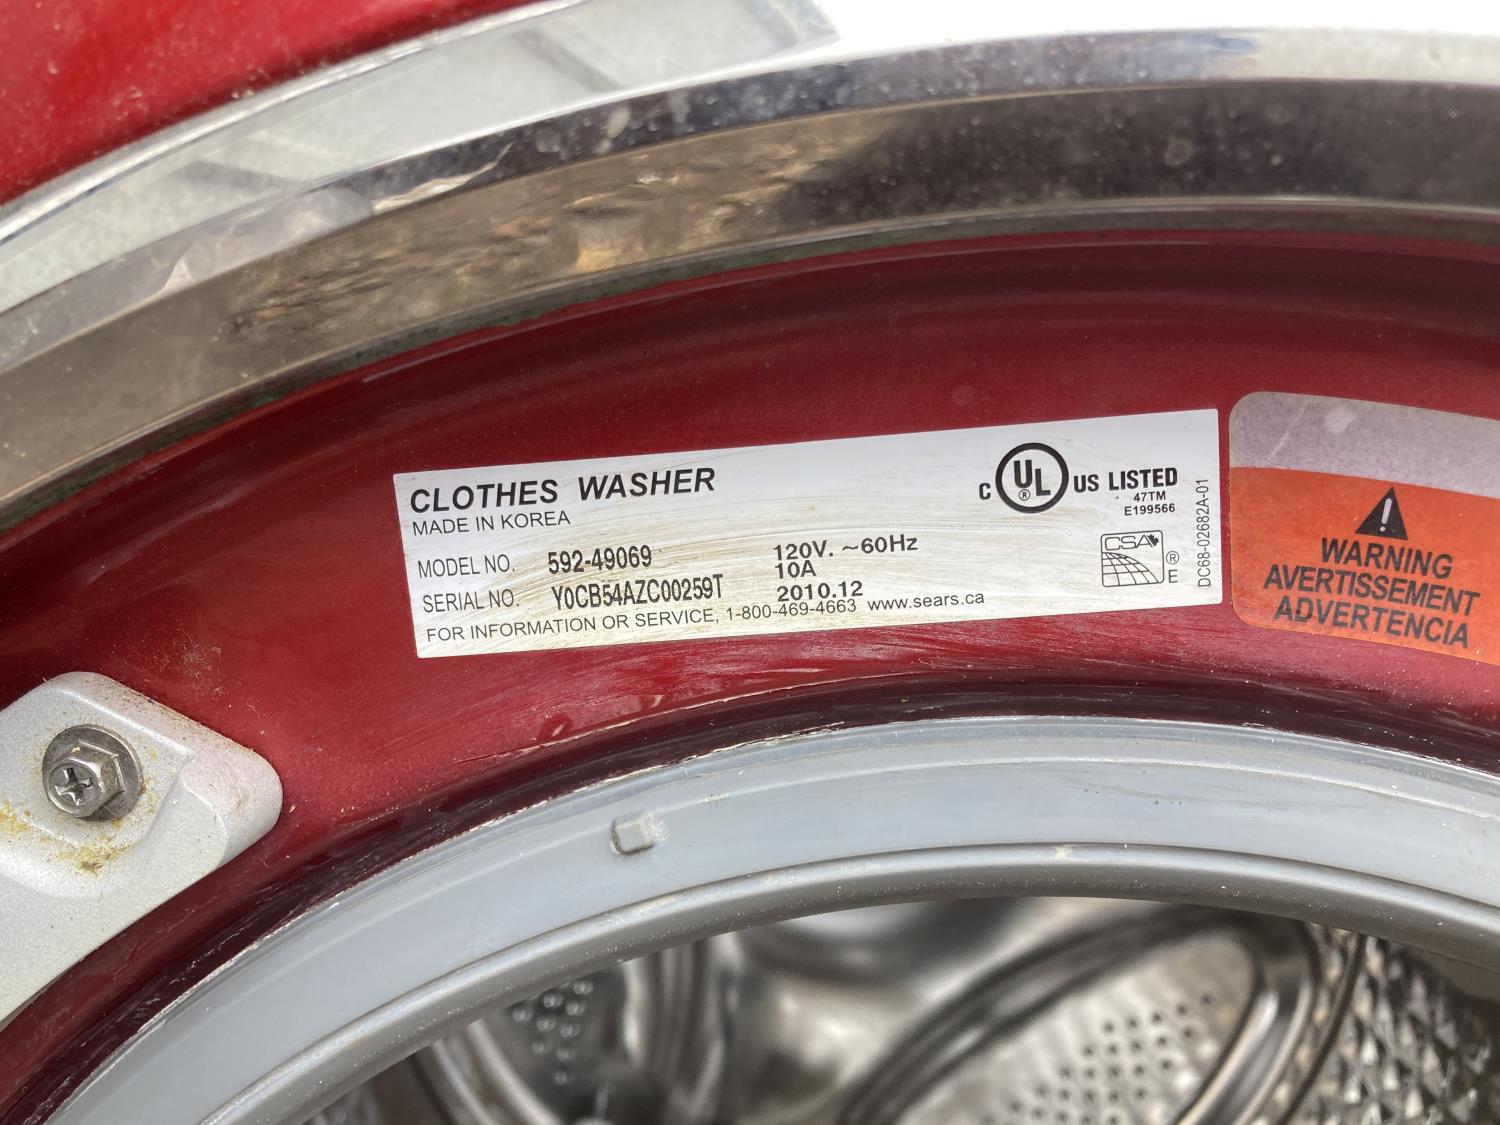 CLOTHES WASHER
MADE IN KOREA
MODEL NO. 592-49069
SERIAL NO. Y0CB54AZC00259T
120V. ~60Hz
10A
2010.12
FOR INFORMATION OR SERVICE, 1-800-469-4663 www.sears.ca
C UL ® US LISTED
47TM
E199566
CSA ®
E
DC68-02682A-01
! WARNING
AVERTISSEMENT
ADVERTENCIA